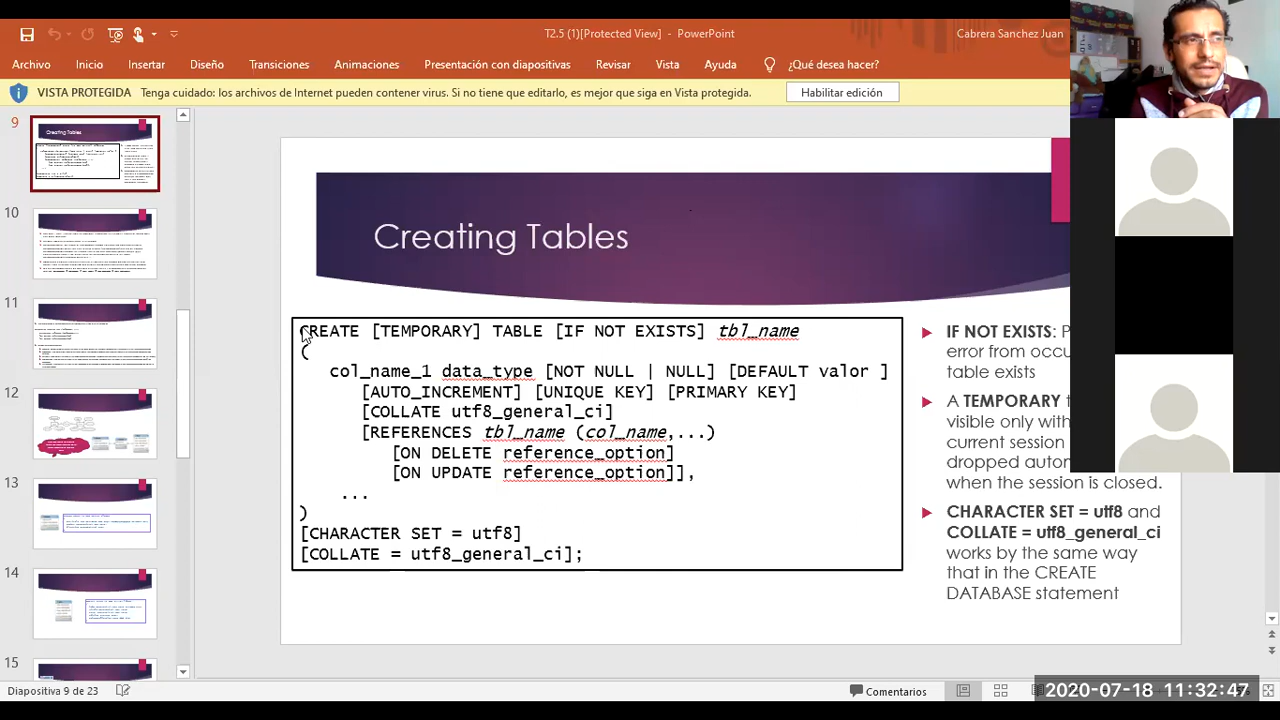 T2.5 (1)[Protected View] - PowerPoint
Cabrera Sanchez Juan
Archivo Inicio Insertar Diseño Transiciones Animaciones Presentación con diapositivas Revisar Vista Ayuda ¿Qué desea hacer?
VISTA PROTEGIDA Tenga cuidado: los archivos de Internet pueden contener virus. Si no tiene que editarlo, es mejor que siga en Vista protegida. Habilitar edición
9
Creating Tables
10
11
12
13
14
15
Creating Tables
CREATE [TEMPORARY] TABLE [IF NOT EXISTS] tbl_name
(
col_name_1 data_type [NOT NULL | NULL] [DEFAULT valor ]
[AUTO_INCREMENT] [UNIQUE KEY] [PRIMARY KEY]
[COLLATE utf8_general_ci]
[REFERENCES tbl_name (col_name,...)
[ON DELETE reference_option]
[ON UPDATE reference_option]],
...
)
[CHARACTER SET = utf8]
[COLLATE = utf8_general_ci];
IF NOT EXISTS:
error from
table exists
A TEMPORARY
visible only
current session
dropped
when the session is closed.
CHARACTER SET = utf8 and
COLLATE = utf8_general_ci
works by the same way
that in the CREATE
DATABASE statement
Diapositiva 9 de 23
Comentarios
2020-07-18 11:32:47